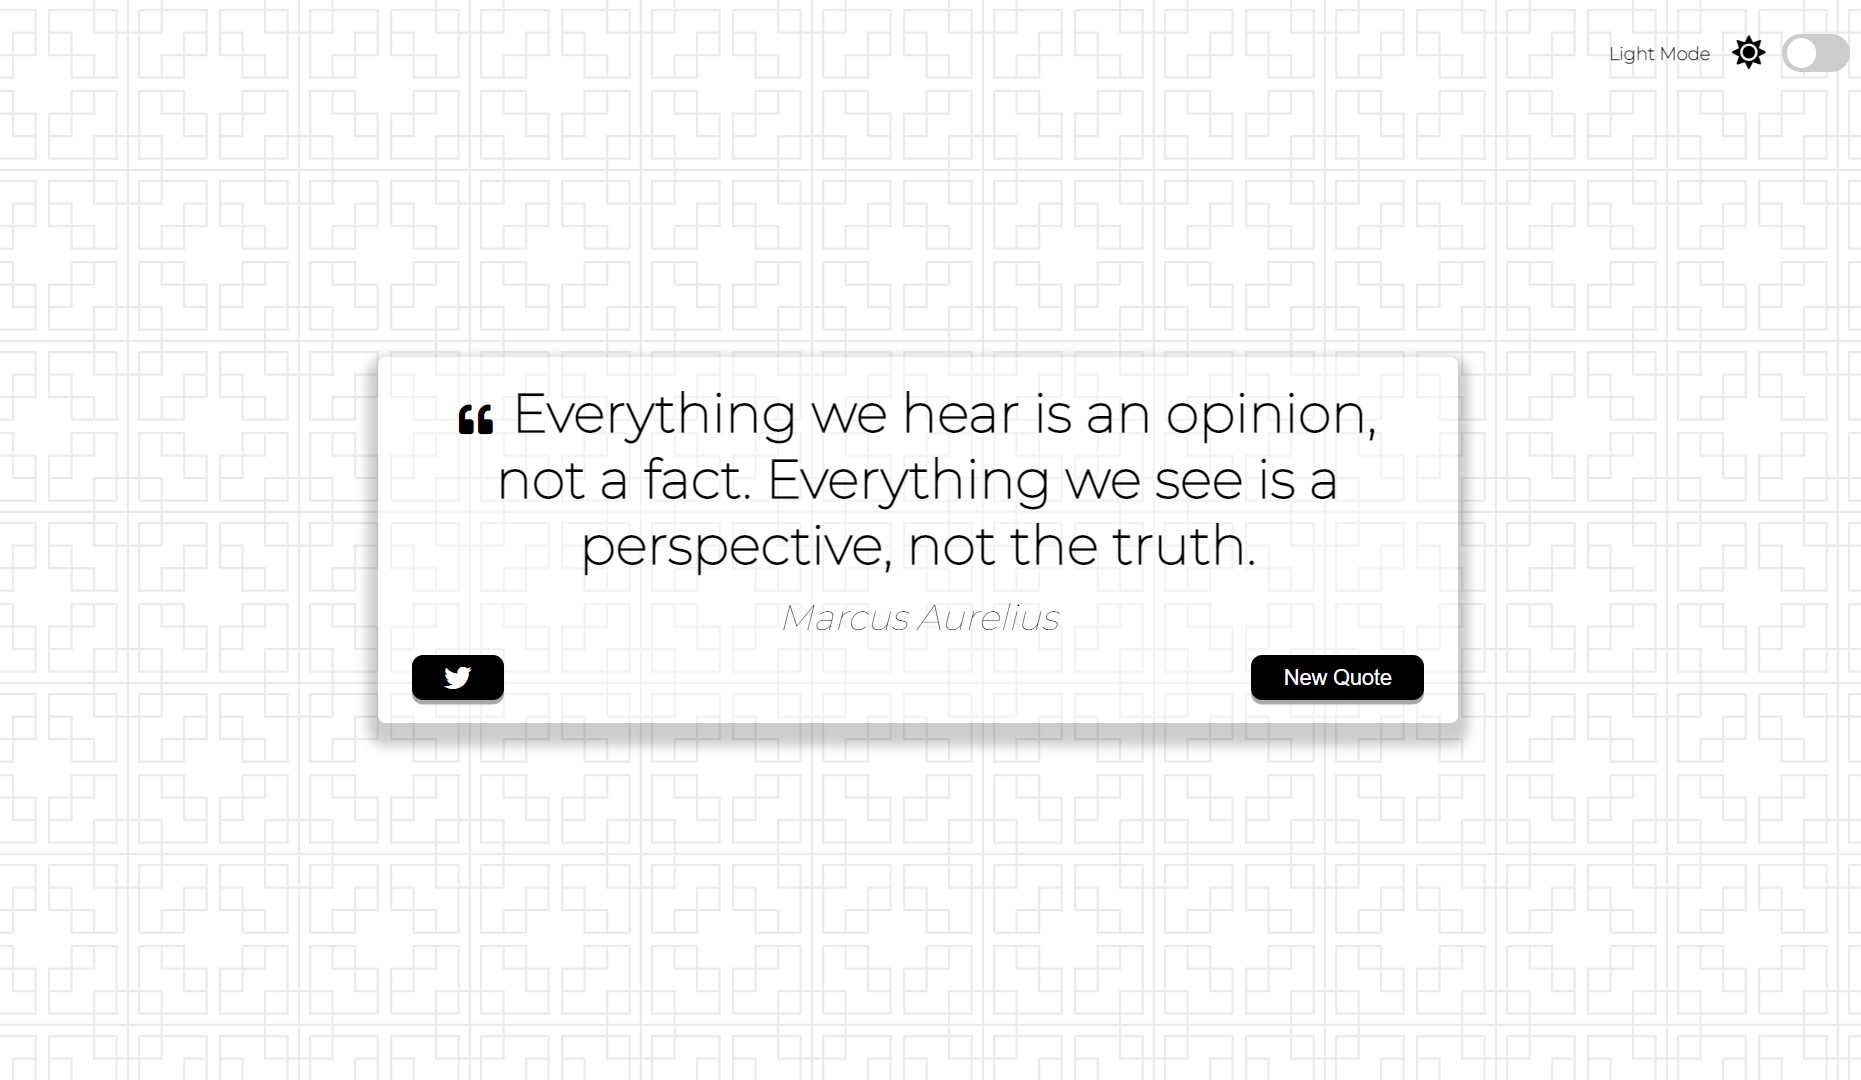 Light Mode
❝ Everything we hear is an opinion,
not a fact. Everything we see is a
perspective, not the truth.
Marcus Aurelius
New Quote